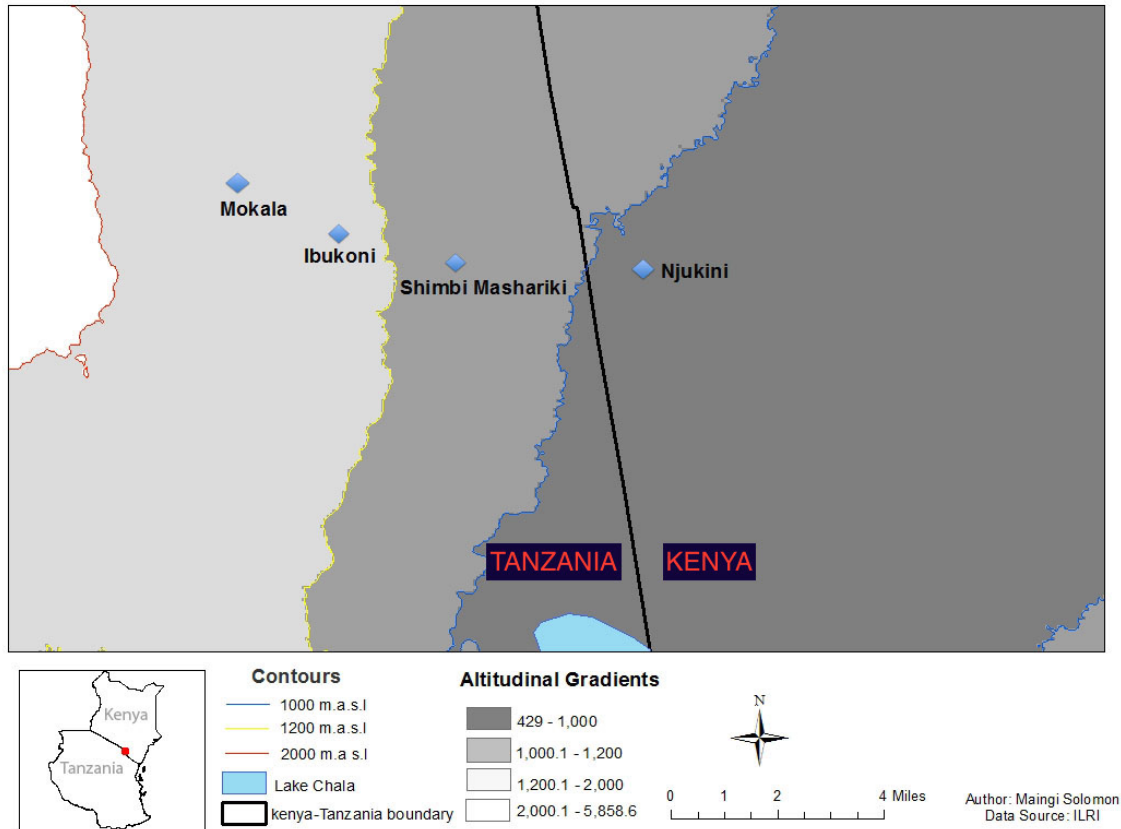 Mokala
Ibukoni
Shimbi Mashariki
Njukini
TANZANIA
KENYA
Kenya
Tanzania
Contours
1000 m.a.s.l
1200 m.a.s.l
2000 m.a s.l
Lake Chala
kenya-Tanzania boundary
Altitudinal Gradients
429 - 1,000
1,000.1 - 1,200
1,200.1 - 2,000
2,000.1 - 5,858.6
N
0 1 2 4 Miles
Author: Maingi Solomon
Data Source: ILRI